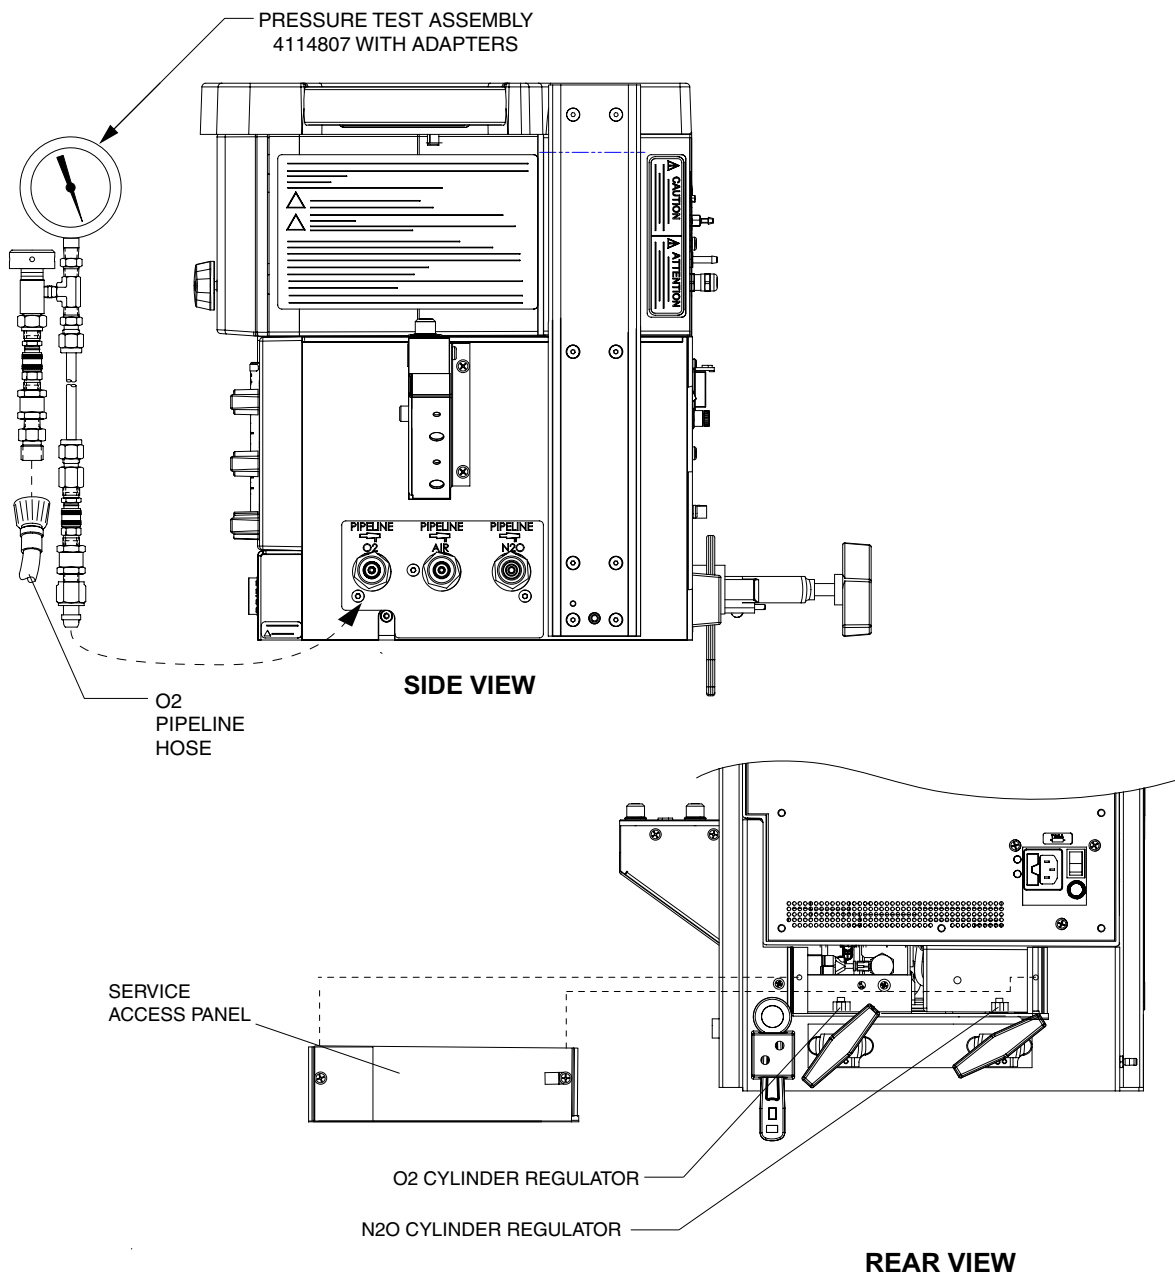 PRESSURE TEST ASSEMBLY
4114807 WITH ADAPTERS
CAUTION
ATTENTION
PIPELINE
O2
PIPELINE
AIR
PIPELINE
N2O
SIDE VIEW
O2
PIPELINE
HOSE
SERVICE
ACCESS PANEL
O2 CYLINDER REGULATOR
N2O CYLINDER REGULATOR
REAR VIEW